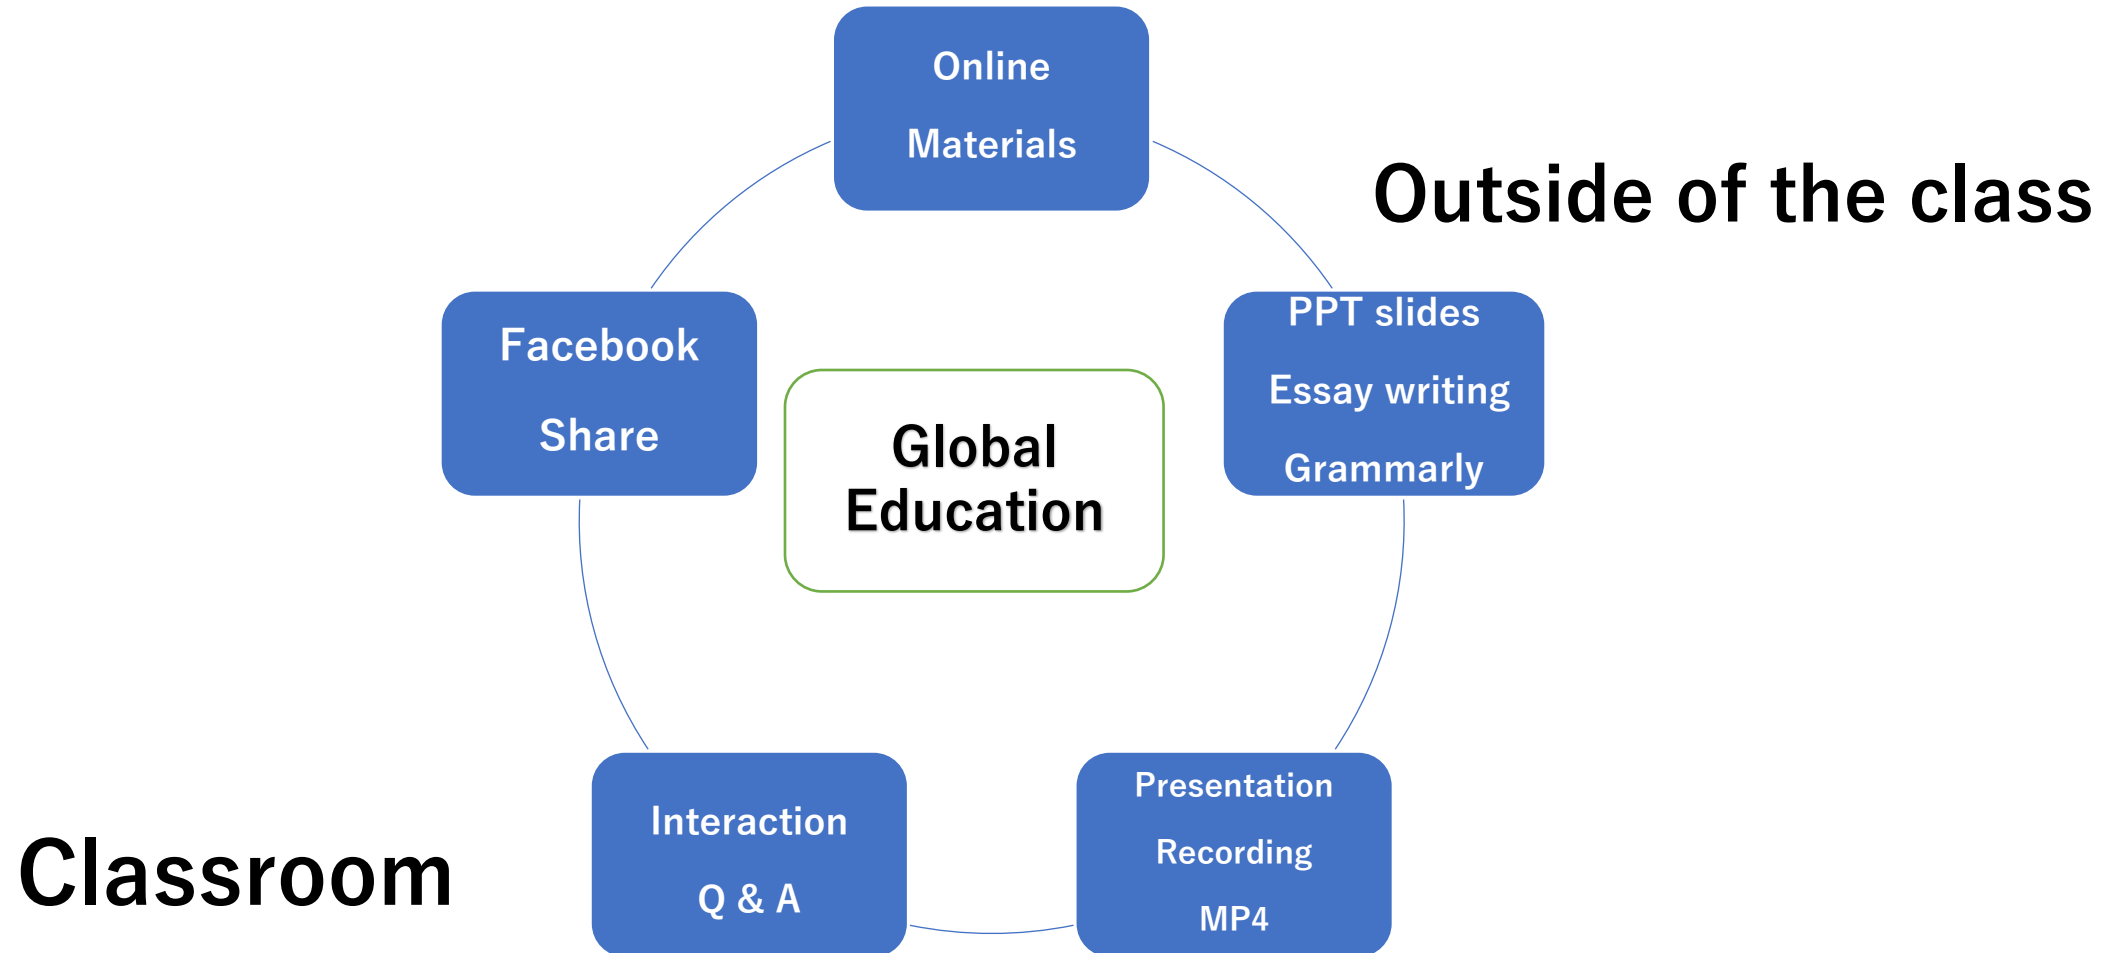 Online
Materials
Outside of the class
PPT slides
Essay writing
Grammarly
Facebook
Share
Global
Education
Presentation
Recording
MP4
Interaction
Q & A
Classroom